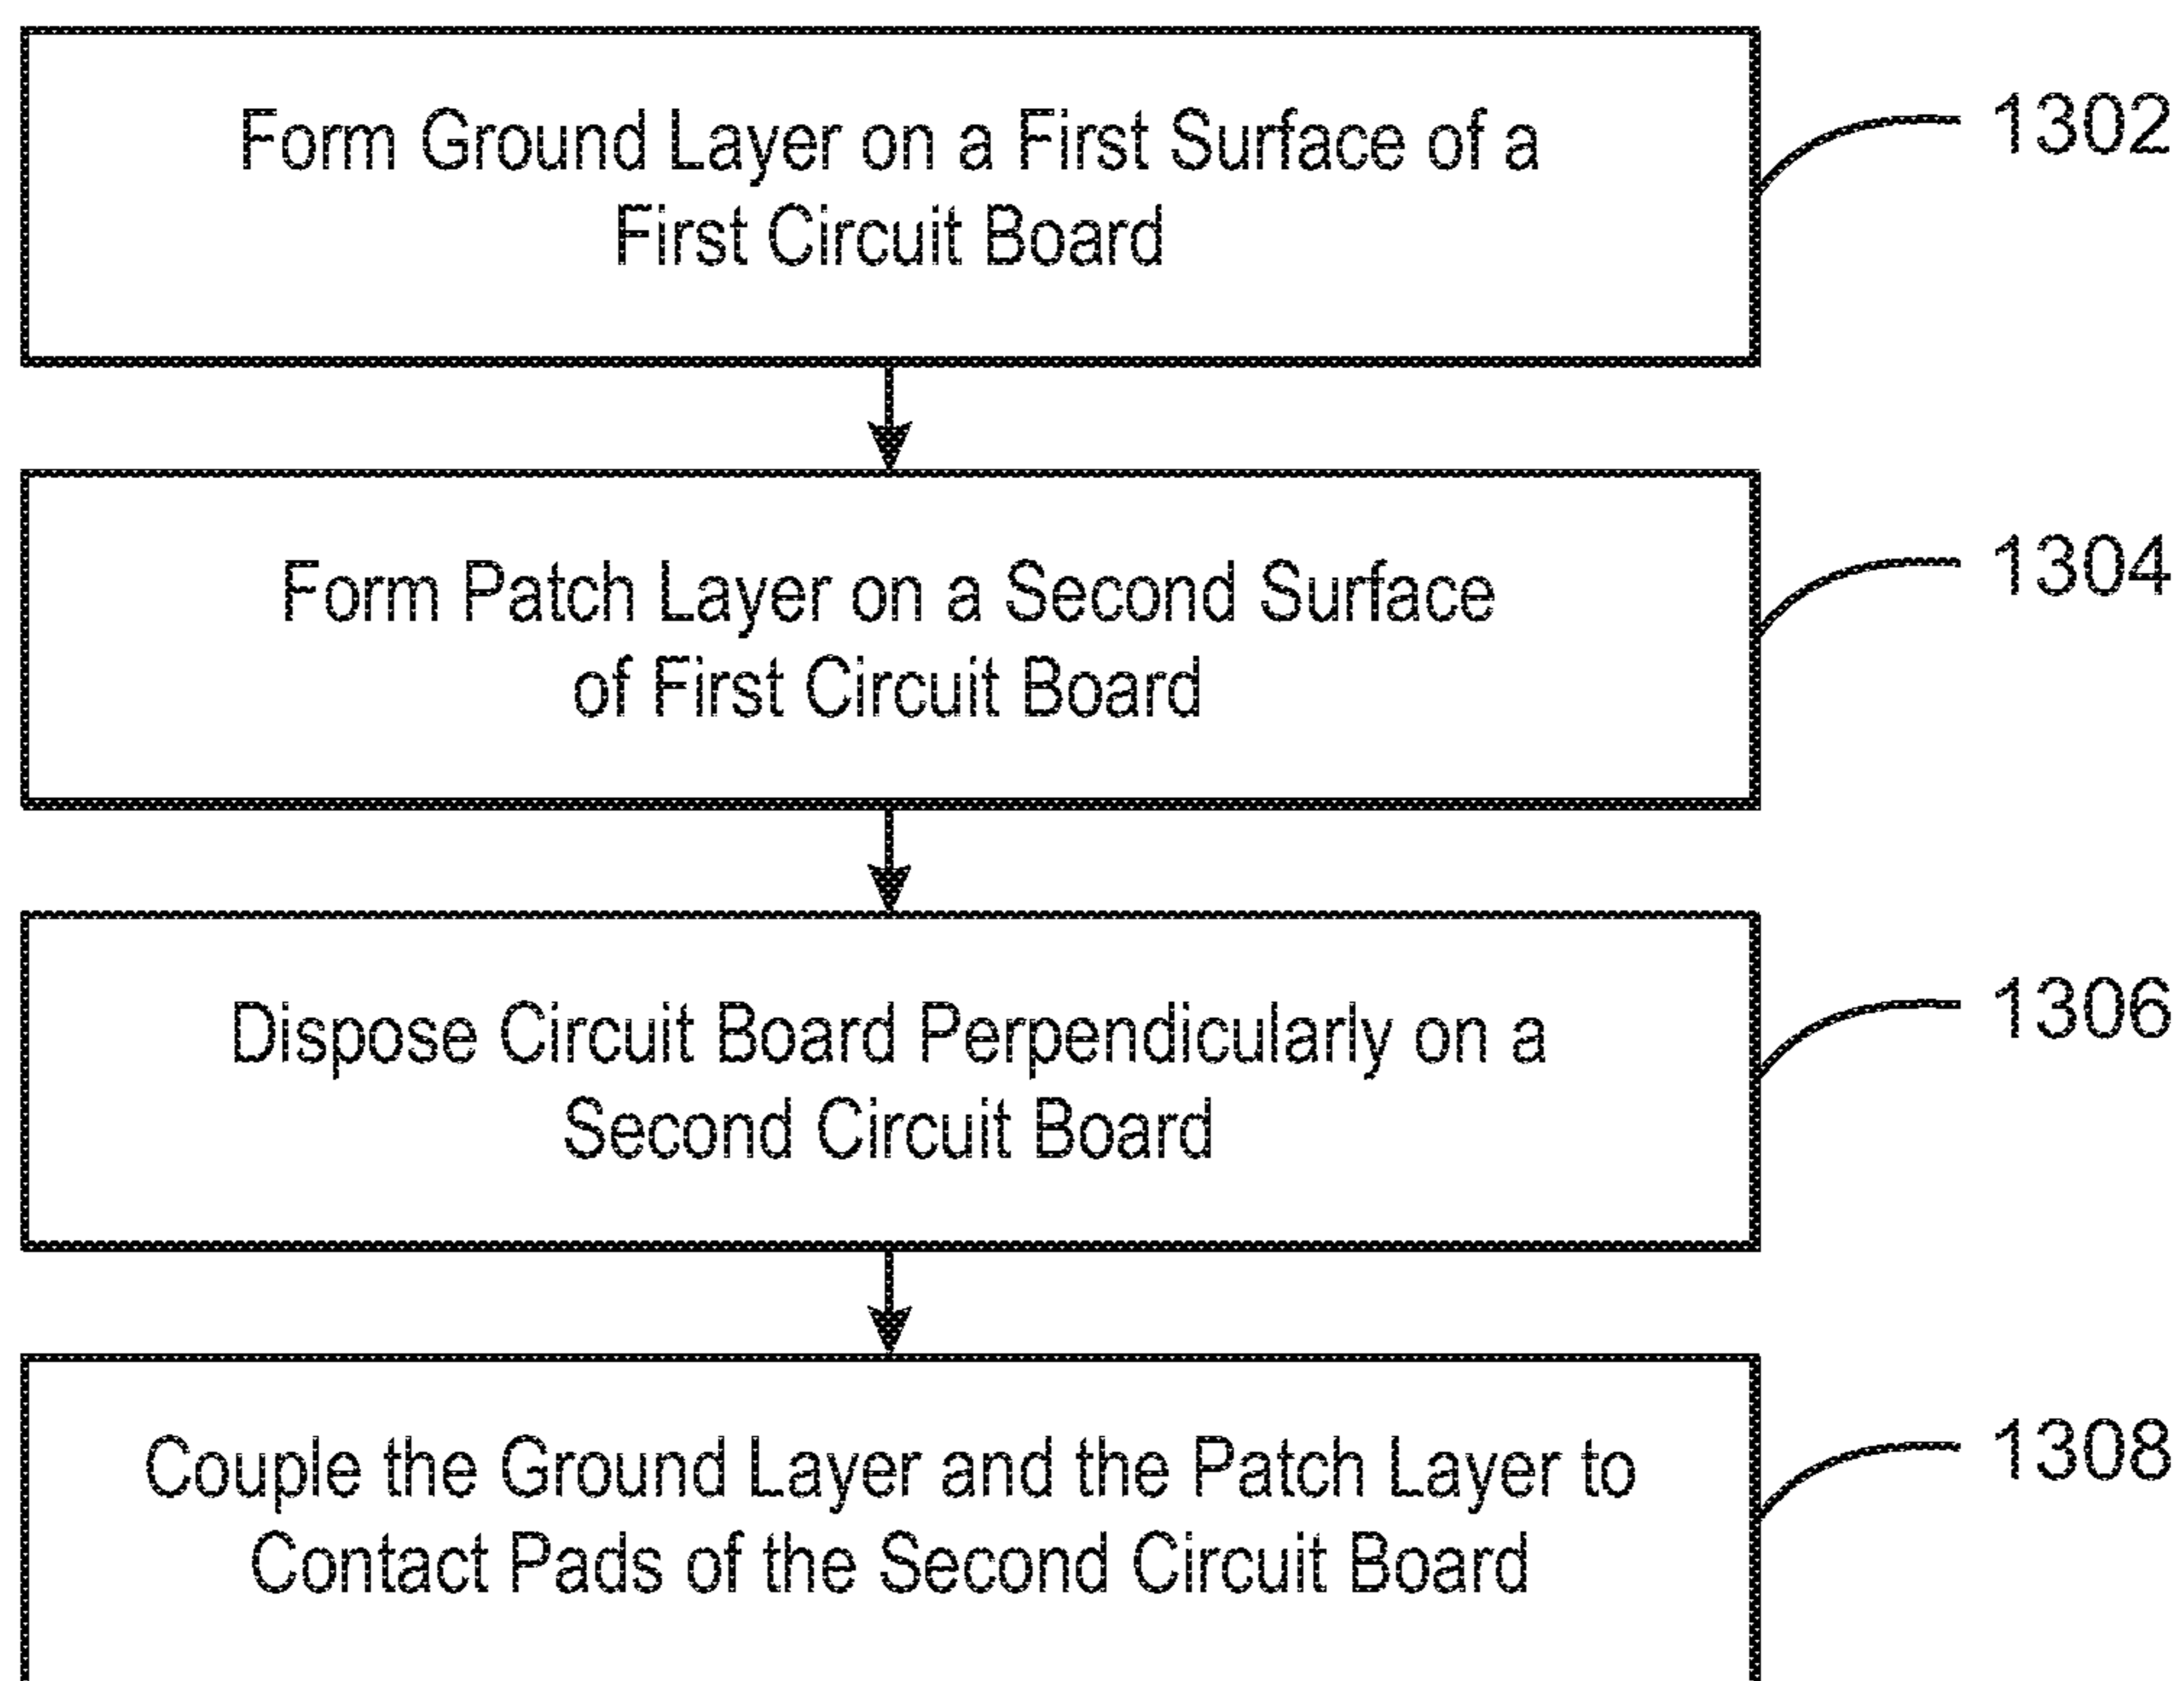 Form Ground Layer on a First Surface of a
First Circuit Board
1302
Form Patch Layer on a Second Surface
of First Circuit Board
1304
Dispose Circuit Board Perpendicularly on a
Second Circuit Board
1306
Couple the Ground Layer and the Patch Layer to
Contact Pads of the Second Circuit Board
1308